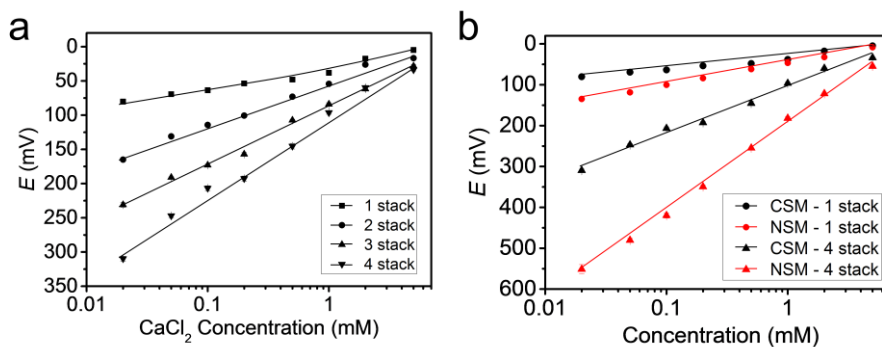 a
0
50
100
150
200
250
300
350
E (mV)
0.01
0.1
1
CaCl₂ Concentration (mM)
1 stack
2 stack
3 stack
4 stack
b
0
100
200
300
400
500
600
E (mV)
0.01
0.1
1
Concentration (mM)
CSM - 1 stack
NSM - 1 stack
CSM - 4 stack
NSM - 4 stack